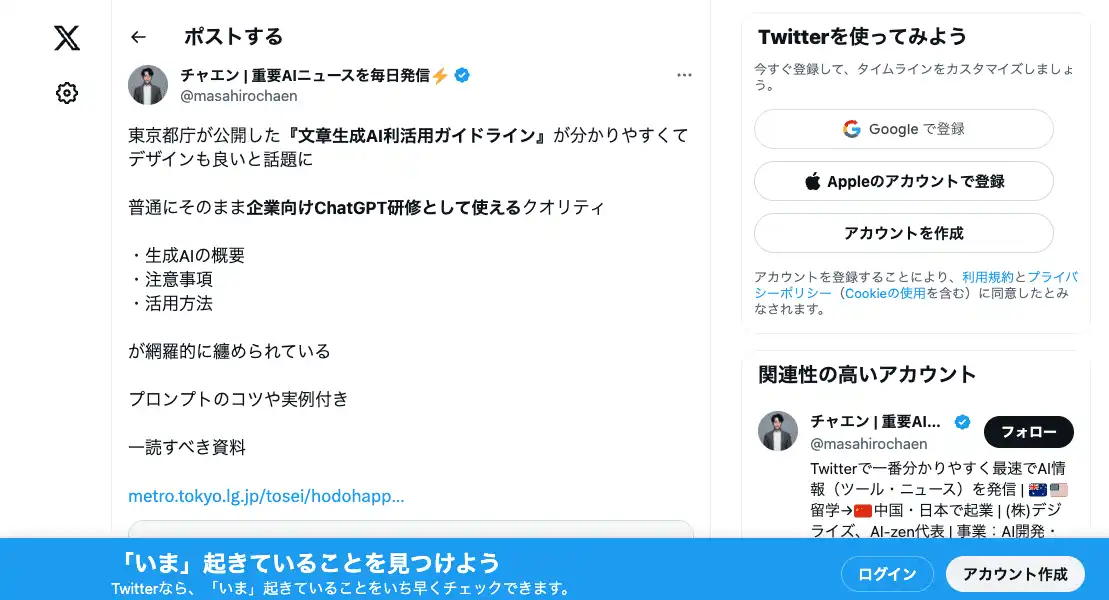 ポストする
チャエン | 重要AIニュースを毎日発信⚡
@masahirochaen
東京都庁が公開した『文章生成AI利活用ガイドライン』が分かりやすくて
デザインも良いと話題に
普通にそのまま企業向けChatGPT研修として使えるクオリティ
・生成AIの概要
・注意事項
・活用方法
が網羅的に纏められている
プロンプトのコツや実例付き
一読すべき資料
metro.tokyo.lg.jp/tosei/hodohapp...
Twitterを使ってみよう
今すぐ登録して、タイムラインをカスタマイズしましょ
う。
Google で登録
Appleのアカウントで登録
アカウントを作成
アカウントを登録することにより、利用規約とプライバ
シーポリシー（Cookieの使用を含む）に同意したとみ
なされます。
関連性の高いアカウント
チャエン | 重要AI...
@masahirochaen
フォロー
Twitterで一番分かりやすく最速でAI情
報（ツール・ニュース）を発信 | 🇦🇺🇺🇸
留学→🇨🇳中国・日本で起業 | (株)デジ
ライズ、AI-zen代表 | 事業：AI開発・
「いま」起きていることを見つけよう
Twitterなら、「いま」起きていることをいち早くチェックできます。
ログイン
アカウント作成